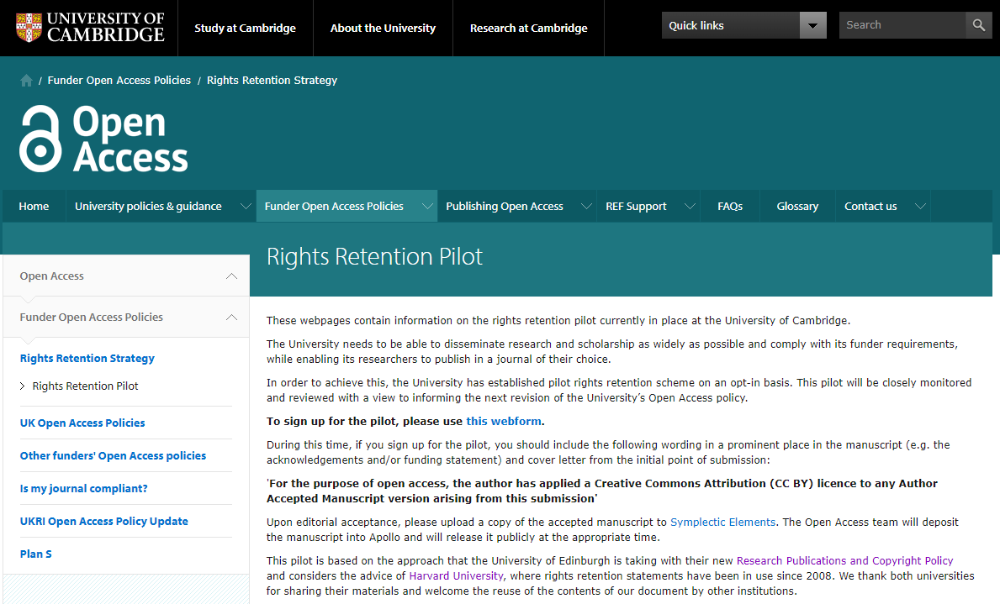 UNIVERSITY OF
CAMBRIDGE
Study at Cambridge
About the University
Research at Cambridge
Quick links
Search
/ Funder Open Access Policies / Rights Retention Strategy
Open
Access
Home
University policies & guidance
Funder Open Access Policies
Publishing Open Access
REF Support
FAQs
Glossary
Contact us
Rights Retention Pilot
Open Access
Funder Open Access Policies
Rights Retention Strategy
Rights Retention Pilot
UK Open Access Policies
Other funders' Open Access policies
Is my journal compliant?
UKRI Open Access Policy Update
Plan S
These webpages contain information on the rights retention pilot currently in place at the University of Cambridge.
The University needs to be able to disseminate research and scholarship as widely as possible and comply with its funder requirements,
while enabling its researchers to publish in a journal of their choice.
In order to achieve this, the University has established pilot rights retention scheme on an opt-in basis. This pilot will be closely monitored
and reviewed with a view to informing the next revision of the University’s Open Access policy.
To sign up for the pilot, please use this webform.
During this time, if you sign up for the pilot, you should include the following wording in a prominent place in the manuscript (e.g. the
acknowledgements and/or funding statement) and cover letter from the initial point of submission:
'For the purpose of open access, the author has applied a Creative Commons Attribution (CC BY) licence to any Author
Accepted Manuscript version arising from this submission'
Upon editorial acceptance, please upload a copy of the accepted manuscript to Symplectic Elements. The Open Access team will deposit
the manuscript into Apollo and will release it publicly at the appropriate time.
This pilot is based on the approach that the University of Edinburgh is taking with their new Research Publications and Copyright Policy
and considers the advice of Harvard University, where rights retention statements have been in use since 2008. We thank both universities
for sharing their materials and welcome the reuse of the contents of our document by other institutions.